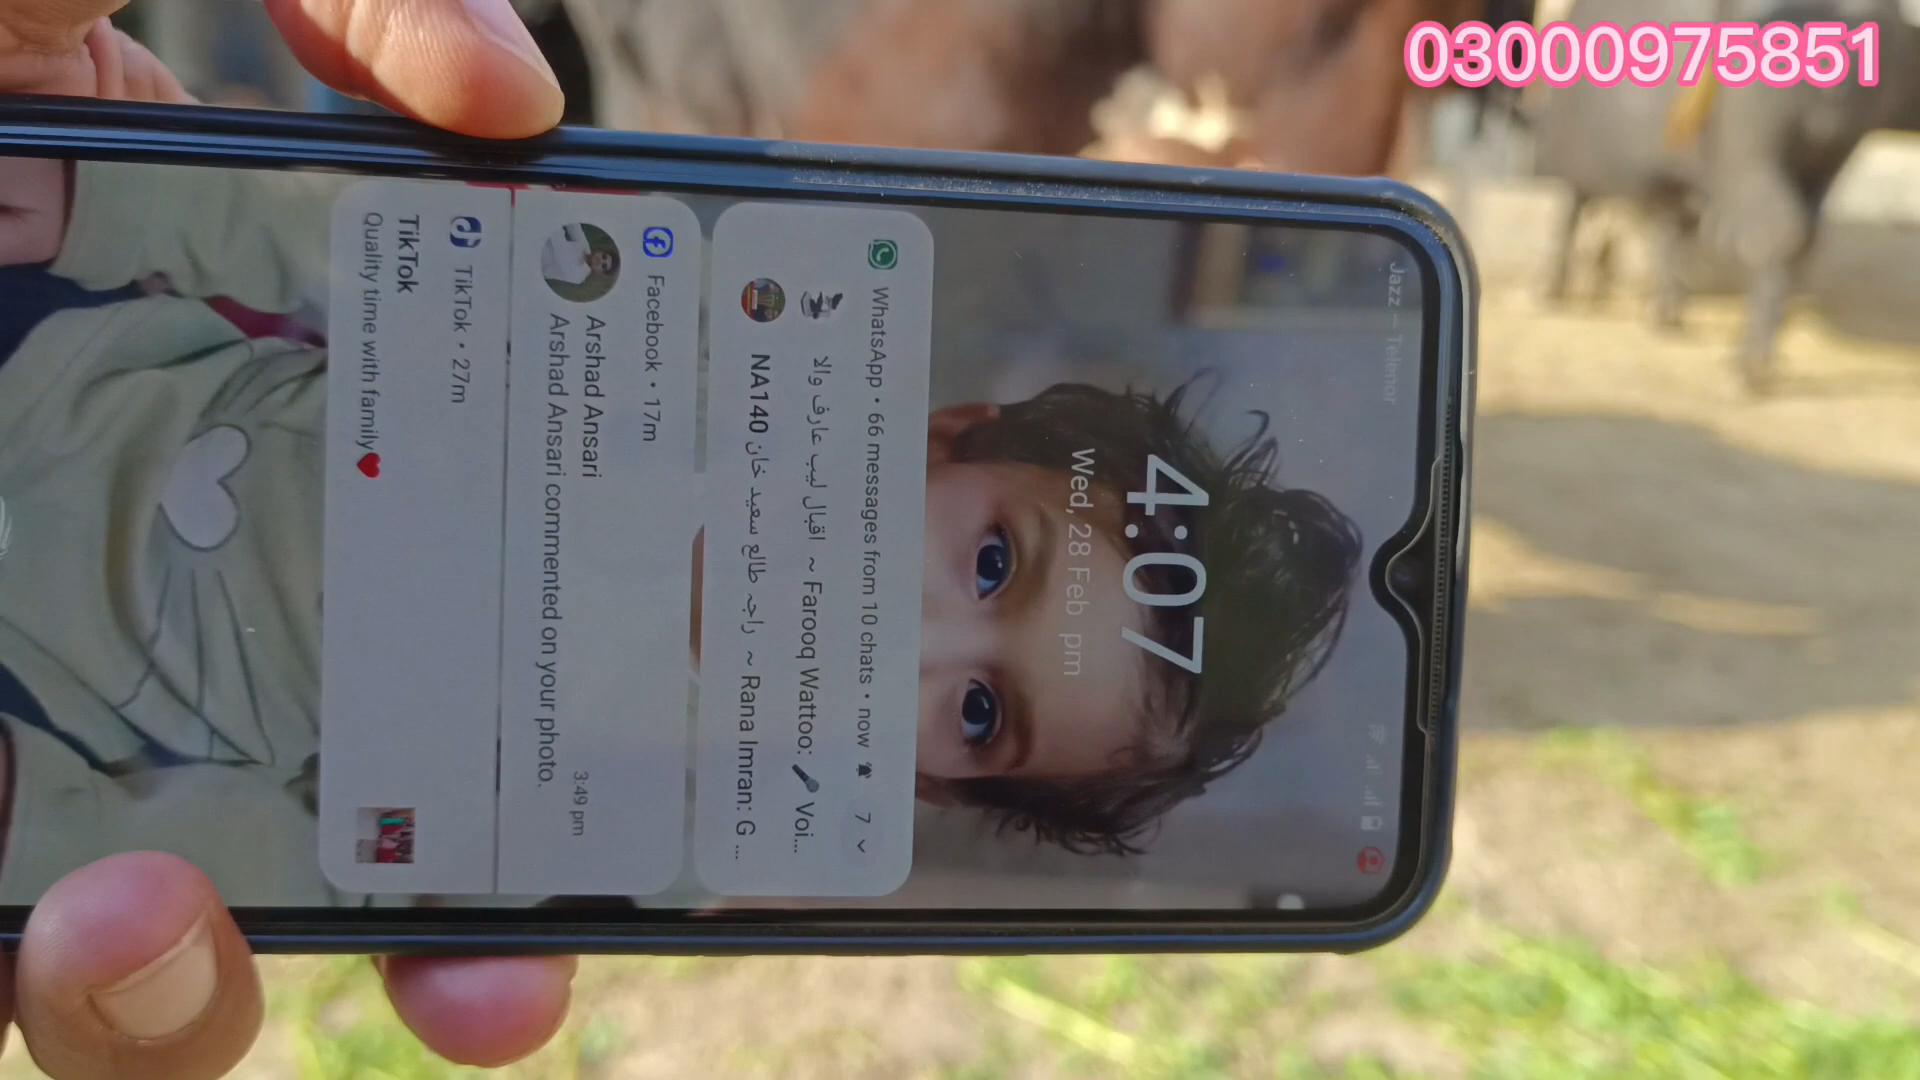 03000975851
Jazz — Telenor
4:07
Wed, 28 Feb pm
WhatsApp • 66 messages from 10 chats • now
7
اقبال لیب عارف والا ~ Farooq Wattoo: 🎤 Voi...
NA140 راجہ طالع سعید خان ~ Rana Imran: G ...
Facebook • 17m
Arshad Ansari
3:49 pm
Arshad Ansari commented on your photo.
TikTok • 27m
TikTok
Quality time with family❤️